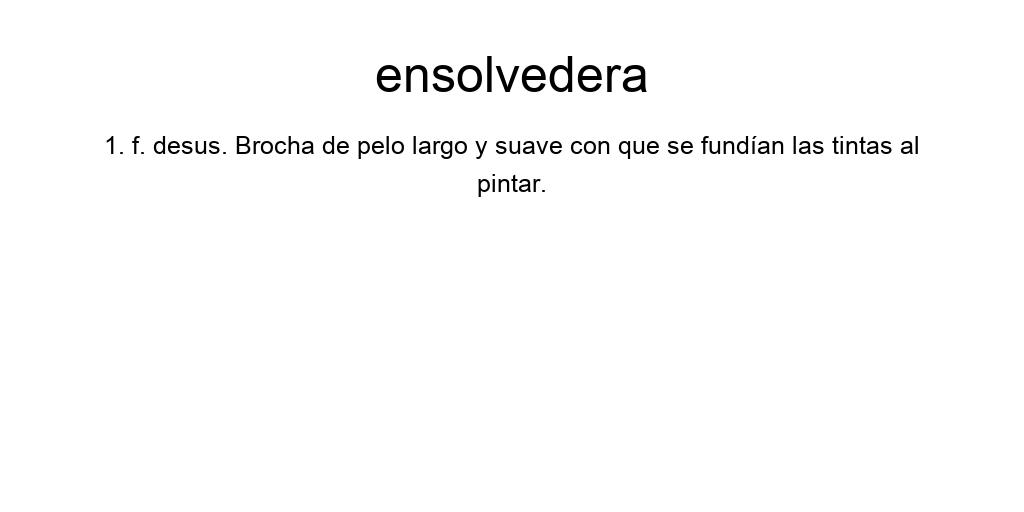 ensolvedera
1. f. desus. Brocha de pelo largo y suave con que se fundían las tintas al
pintar.